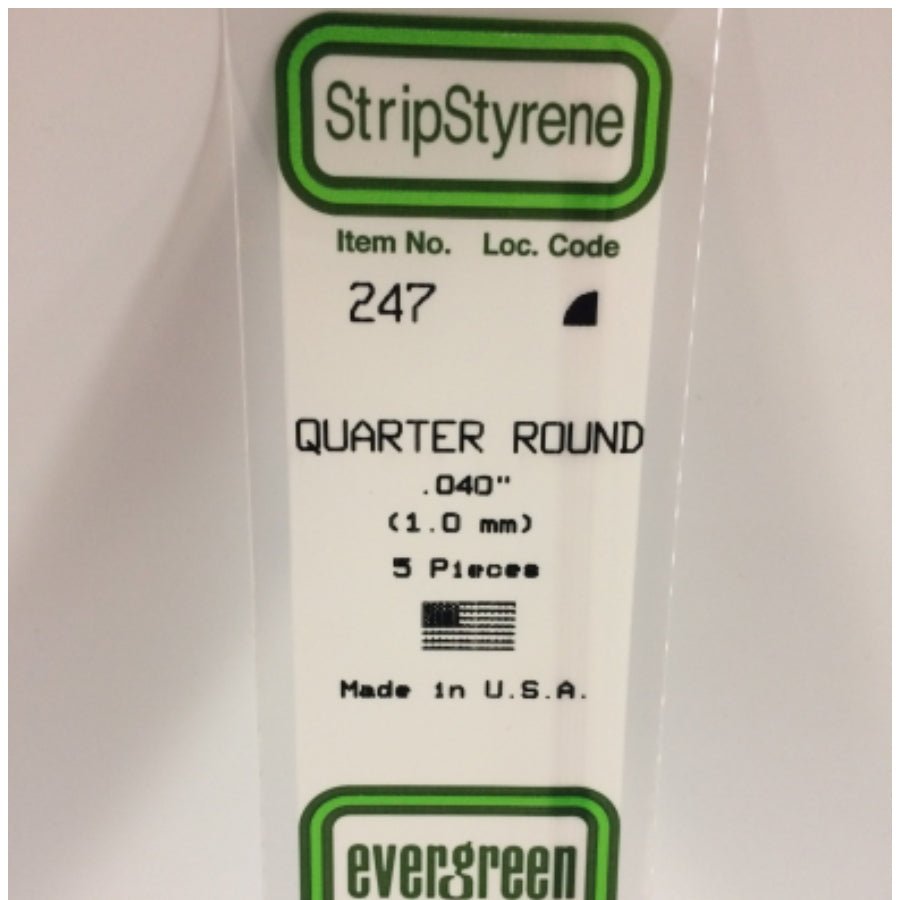 StripStyrene
Item No. Loc. Code
247
QUARTER ROUND
.040"
(1.0 mm)
5 Pieces
Made in U.S.A.
evergreen